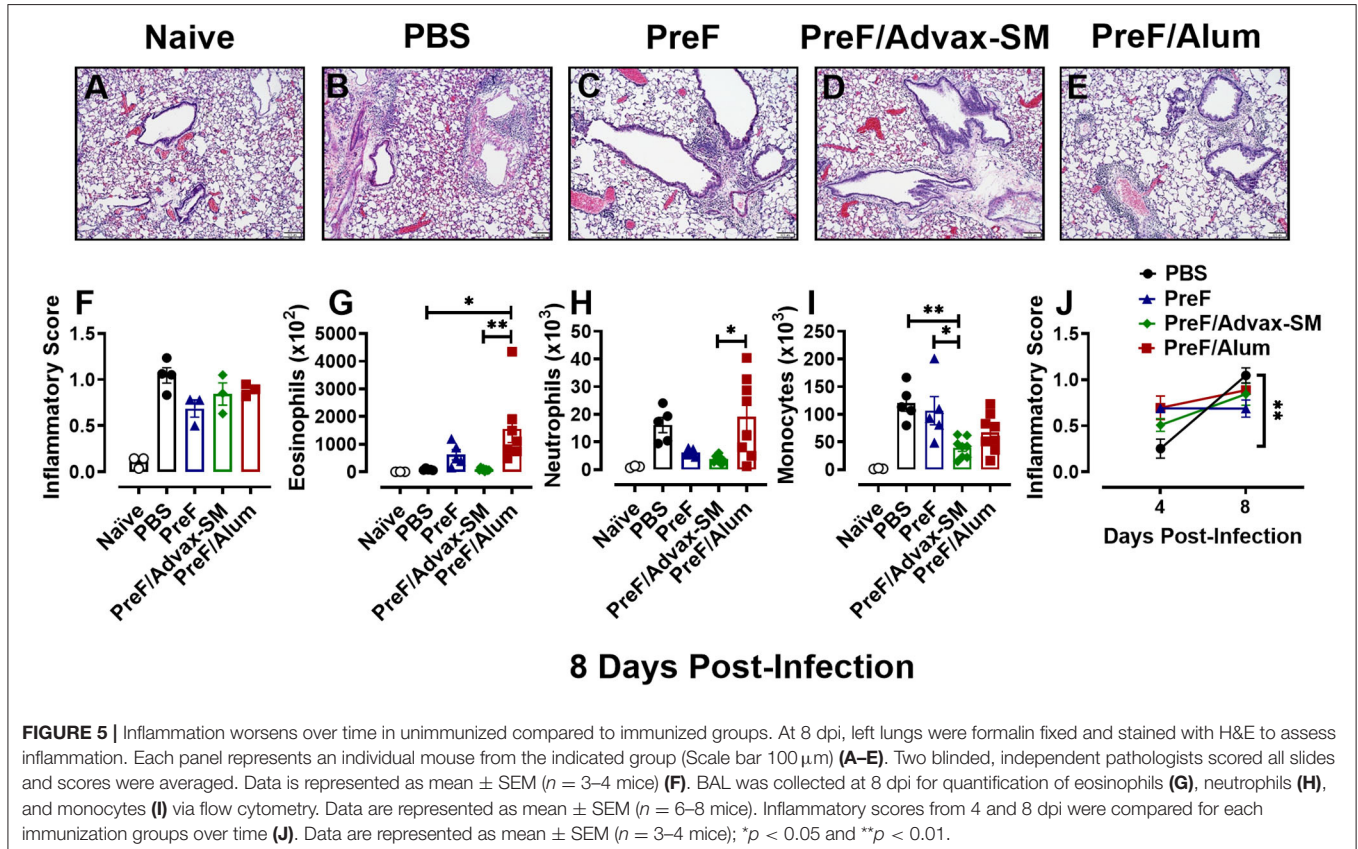 Naive PBS PreF PreF/Advax-SM PreF/Alum
A B C D E
F
Inflammatory Score
1.5
1.0
0.5
0.0
Naïve
PBS
PreF
PreF/Advax-SM
PreF/Alum
G
Eosinophils (x10²)
5000
4000
3000
2000
1000
0
*
**
Naïve
PBS
PreF
PreF/Advax-SM
PreF/Alum
H
Neutrophils (x10³)
50
40
30
20
10
0
*
Naïve
PBS
PreF
PreF/Advax-SM
PreF/Alum
I
Monocytes (x10³)
250
200
150
100
50
0
**
*
Naïve
PBS
PreF
PreF/Advax-SM
PreF/Alum
J
PBS
PreF
PreF/Advax-SM
PreF/Alum
Inflammatory Score
1.5
1.0
0.5
0.0
**
4 8
Days Post-Infection
8 Days Post-Infection
FIGURE 5 | Inflammation worsens over time in unimmunized compared to immunized groups. At 8 dpi, left lungs were formalin fixed and stained with H&E to assess
inflammation. Each panel represents an individual mouse from the indicated group (Scale bar 100 μm) (A–E). Two blinded, independent pathologists scored all slides
and scores were averaged. Data is represented as mean ± SEM (n = 3–4 mice) (F). BAL was collected at 8 dpi for quantification of eosinophils (G), neutrophils (H),
and monocytes (I) via flow cytometry. Data are represented as mean ± SEM (n = 6–8 mice). Inflammatory scores from 4 and 8 dpi were compared for each
immunization groups over time (J). Data are represented as mean ± SEM (n = 3–4 mice); *p < 0.05 and **p < 0.01.